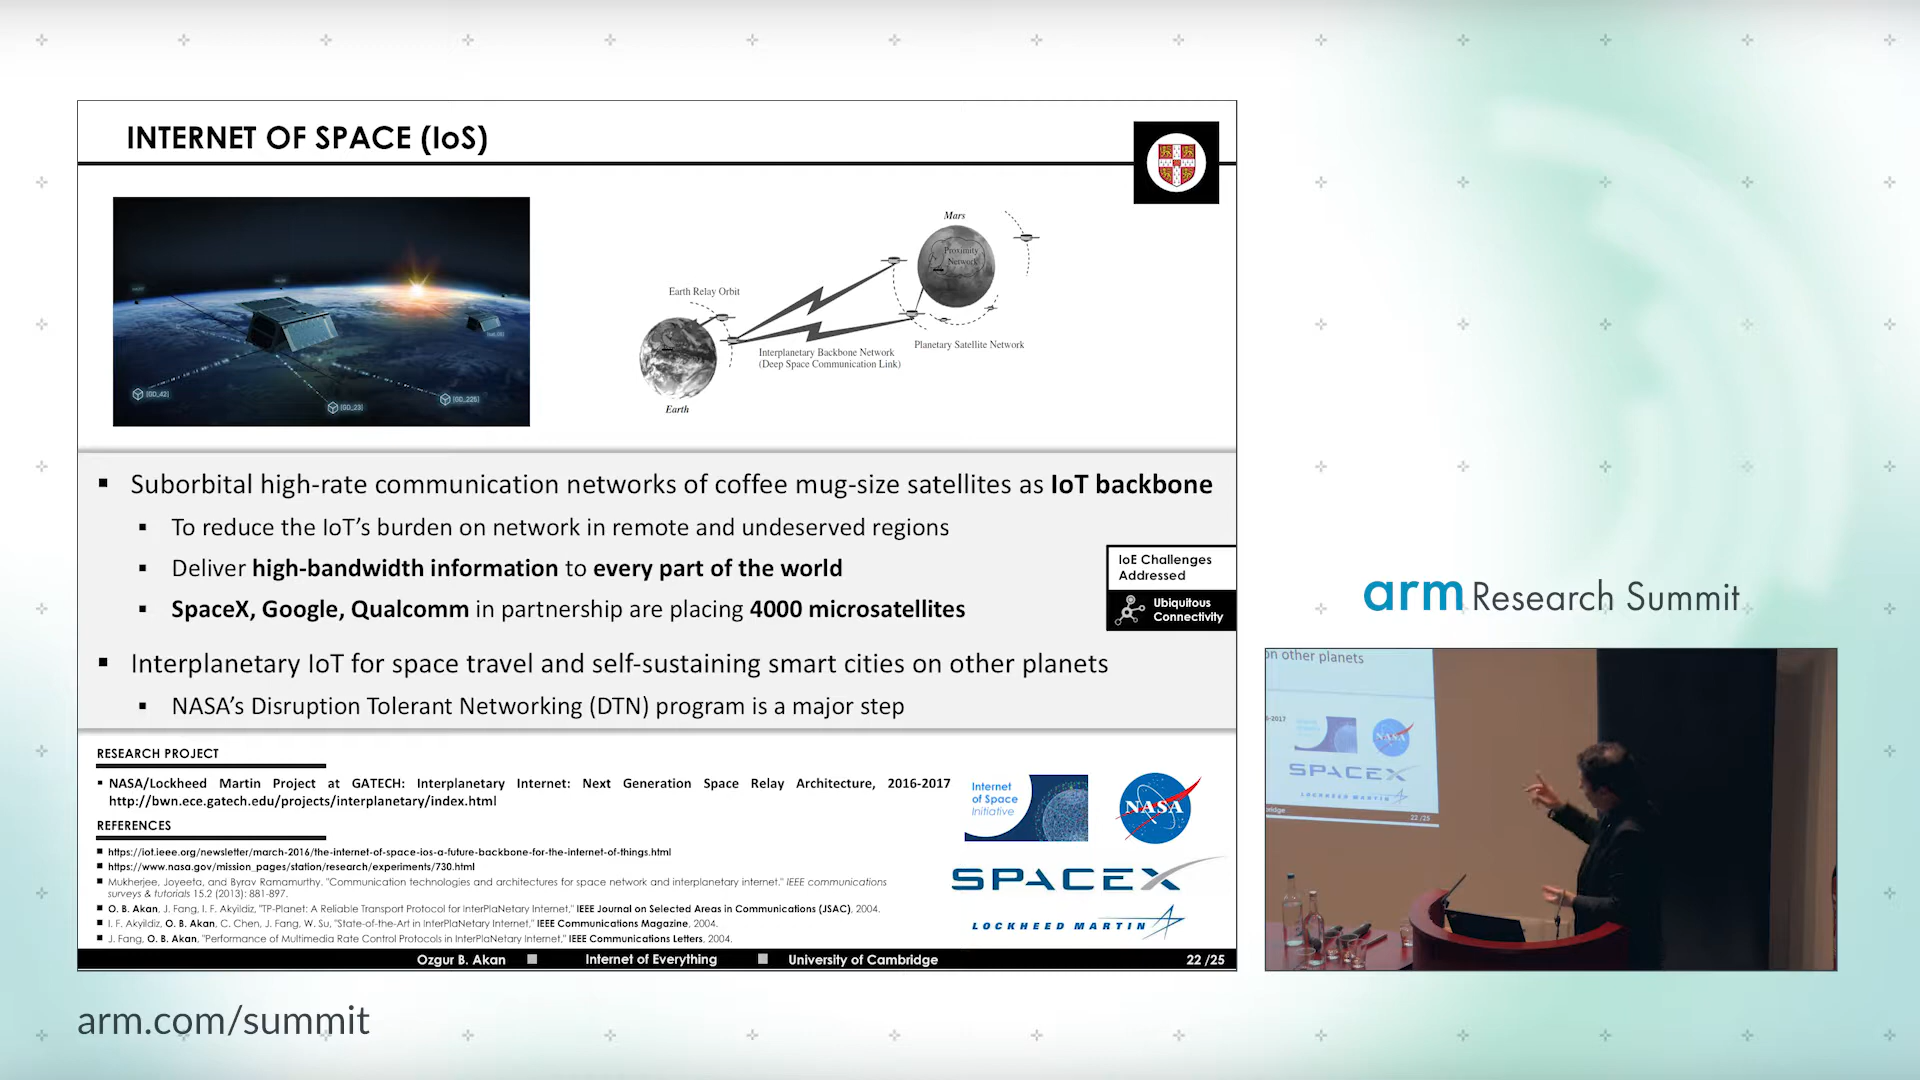 INTERNET OF SPACE (IoS)
Mars
Proximity
Network
Earth Relay Orbit
Interplanetary Backbone Network
(Deep Space Communication Link)
Planetary Satellite Network
Earth
[GD_42]
[GD_23]
[GD_225]
▪ Suborbital high-rate communication networks of coffee mug-size satellites as IoT backbone
▪ To reduce the IoT's burden on network in remote and undeserved regions
▪ Deliver high-bandwidth information to every part of the world
▪ SpaceX, Google, Qualcomm in partnership are placing 4000 microsatellites
IoE Challenges
Addressed
Ubiquitous
Connectivity
▪ Interplanetary IoT for space travel and self-sustaining smart cities on other planets
▪ NASA's Disruption Tolerant Networking (DTN) program is a major step
RESEARCH PROJECT
▪ NASA/Lockheed Martin Project at GATECH: Interplanetary Internet: Next Generation Space Relay Architecture, 2016-2017
http://bwn.ece.gatech.edu/projects/interplanetary/index.html
REFERENCES
▪ https://iot.ieee.org/newsletter/march-2016/the-internet-of-space-ios-a-future-backbone-for-the-internet-of-things.html
▪ https://www.nasa.gov/mission_pages/station/research/experiments/730.html
▪ Mukherjee, Joyeeta, and Byrav Ramamurthy. "Communication technologies and architectures for space network and interplanetary internet." IEEE communications
surveys & tutorials 15.2 (2013): 881-897.
▪ O. B. Akan, J. Fang, I. F. Akyildiz, "TP-Planet: A Reliable Transport Protocol for InterPlaNetary Internet," IEEE Journal on Selected Areas in Communications (JSAC), 2004.
▪ I. F. Akyildiz, O. B. Akan, C. Chen, J. Fang, W. Su, "State-of-the-Art in InterPlaNetary Internet," IEEE Communications Magazine, 2004.
▪ J. Fang, O. B. Akan, "Performance of Multimedia Rate Control Protocols in InterPlaNetary Internet," IEEE Communications Letters, 2004.
Internet
of Space
Initiative
NASA
SPACEX
LOCKHEED MARTIN
Ozgur B. Akan ■ Internet of Everything ■ University of Cambridge 22 /25
arm Research Summit
on other planets
-2017
NASA
SPACEX
LOCKHEED MARTIN
bridge
22 /25
arm.com/summit